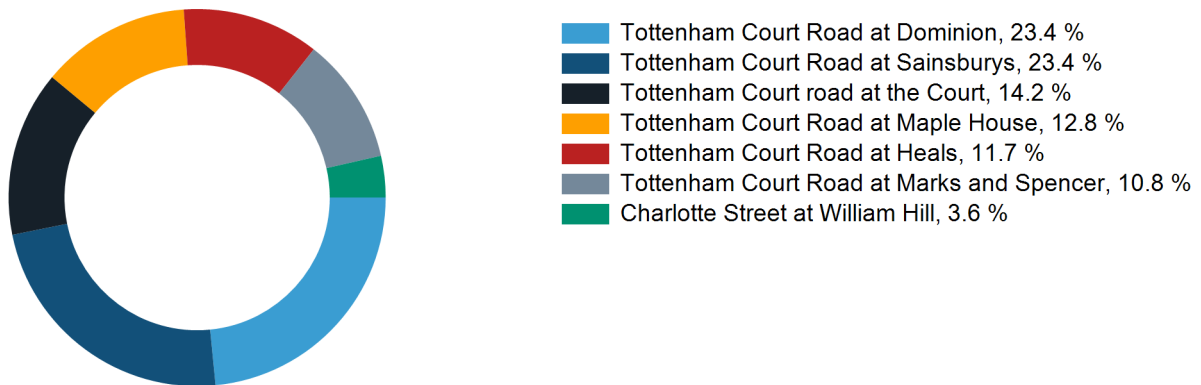 Tottenham Court Road at Dominion, 23.4 %
Tottenham Court Road at Sainsburys, 23.4 %
Tottenham Court road at the Court, 14.2 %
Tottenham Court Road at Maple House, 12.8 %
Tottenham Court Road at Heals, 11.7 %
Tottenham Court Road at Marks and Spencer, 10.8 %
Charlotte Street at William Hill, 3.6 %